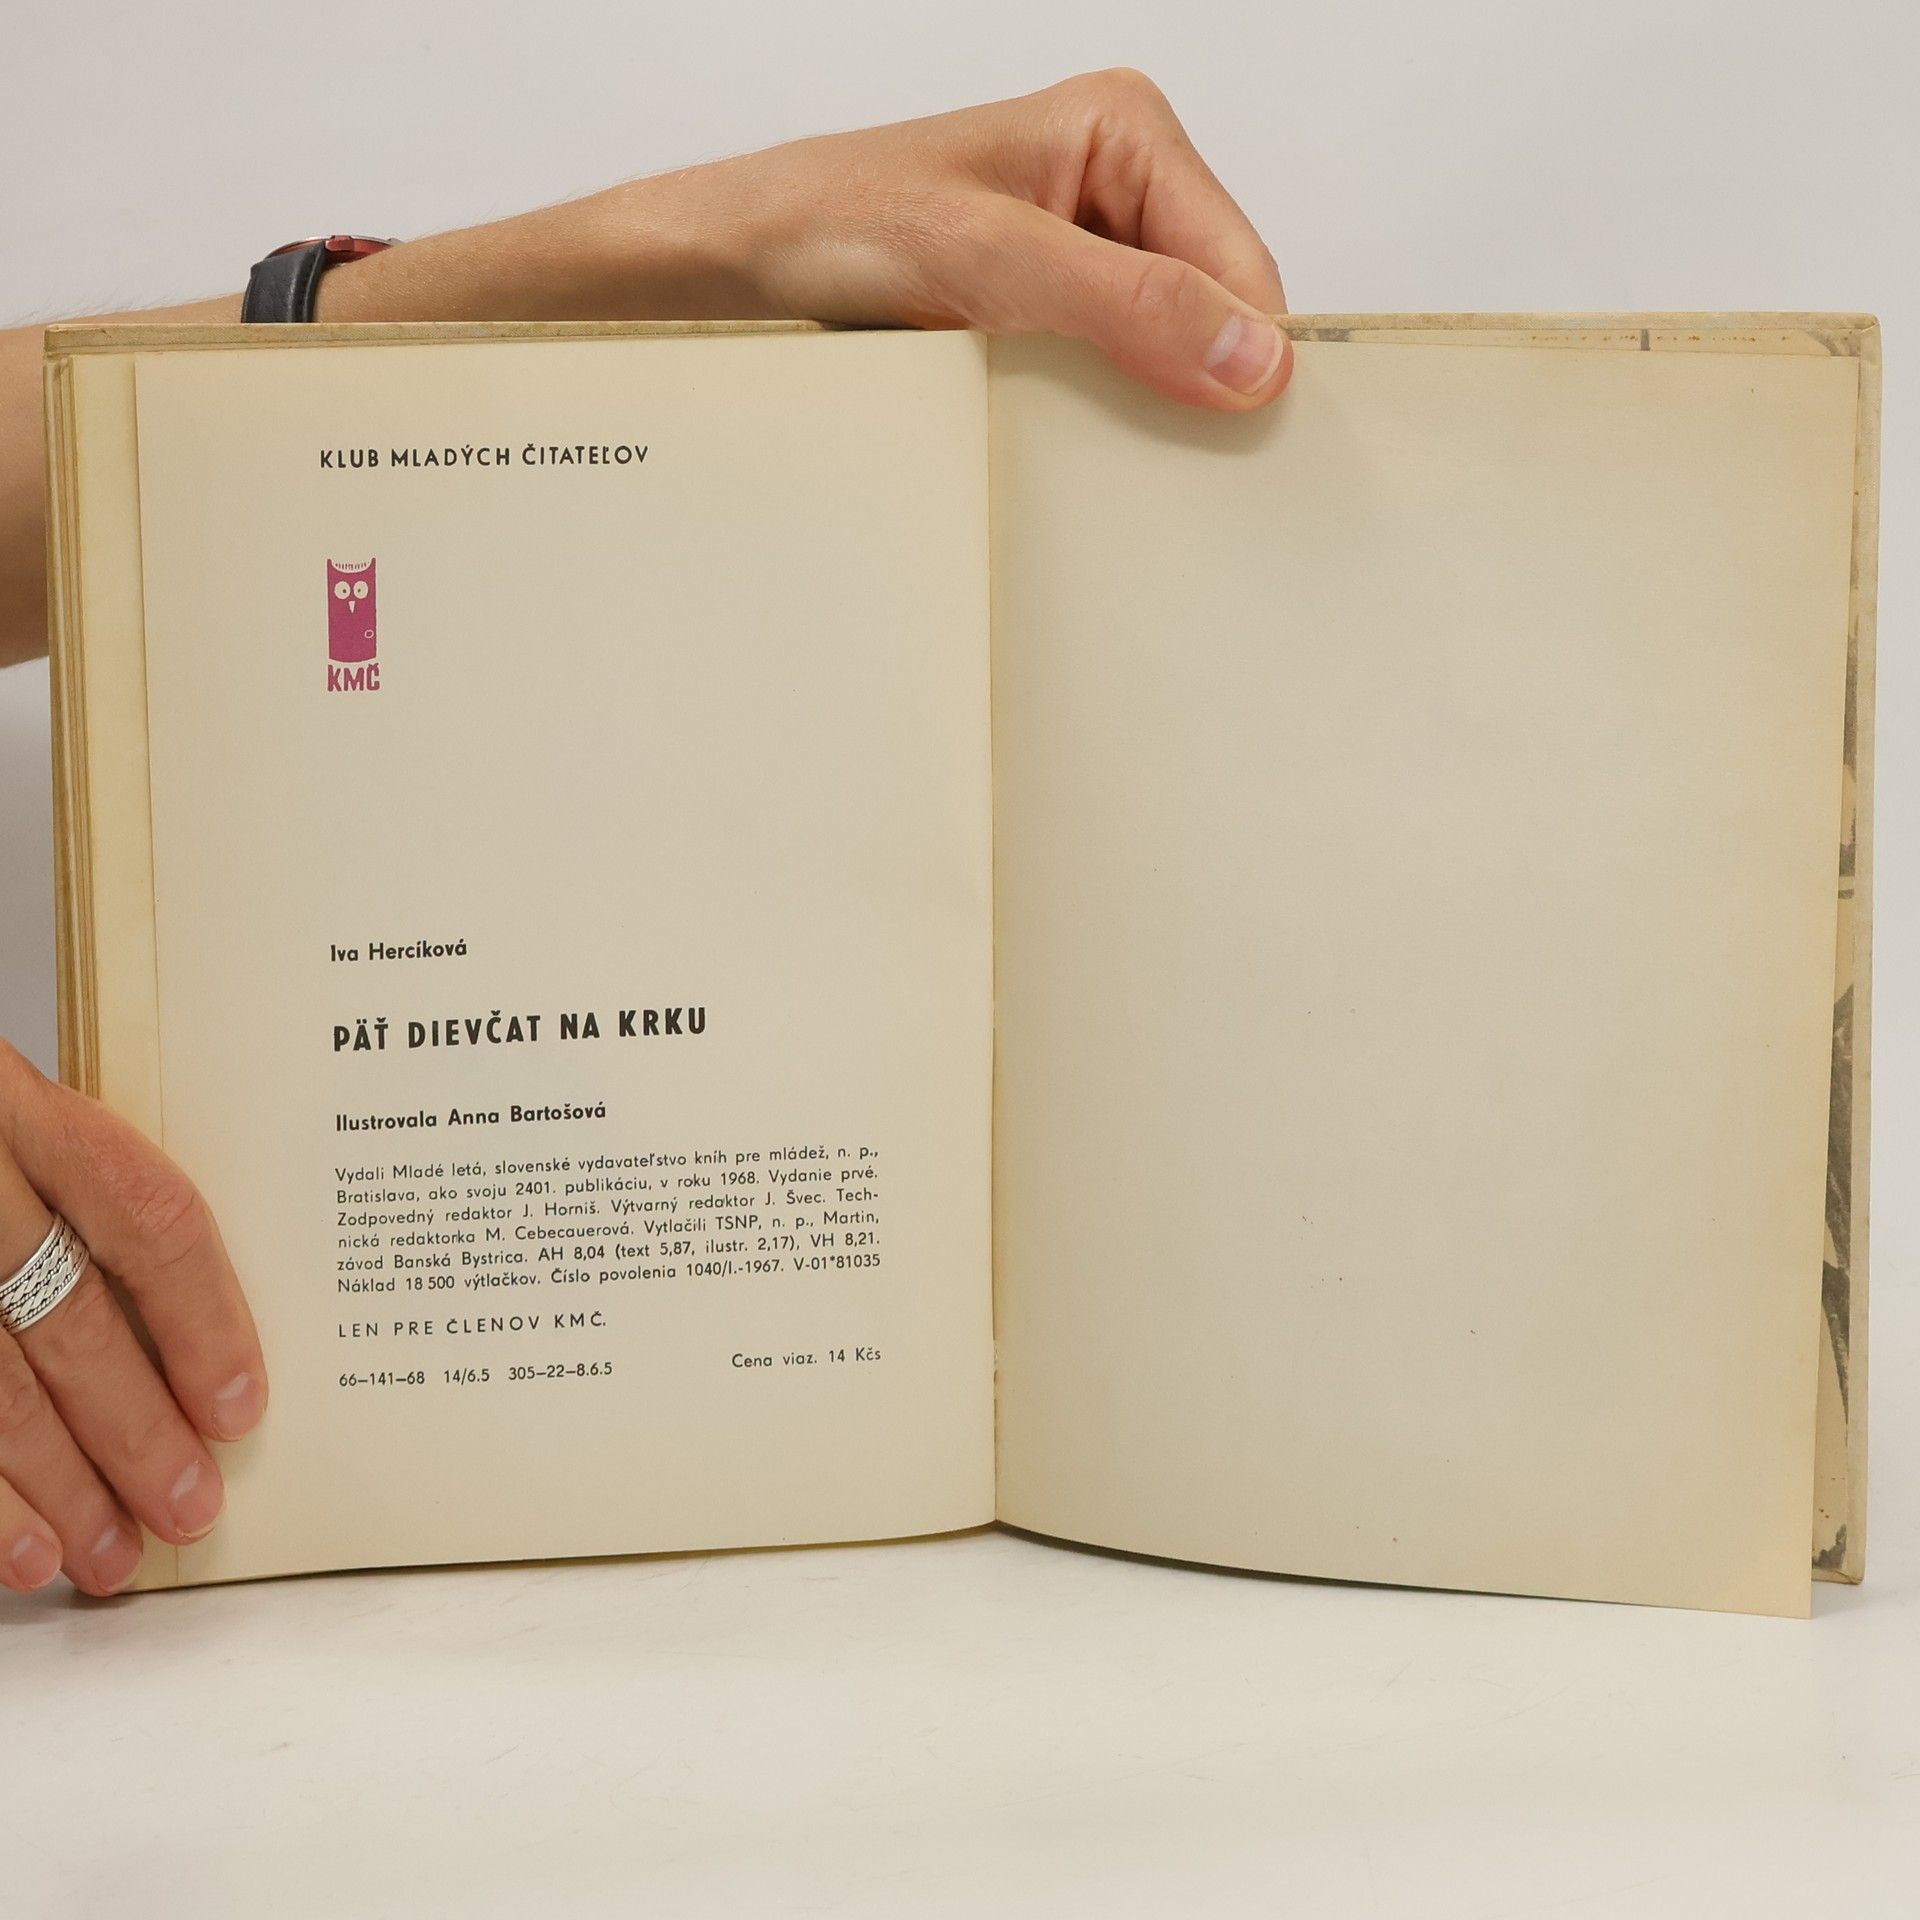 KLUB MLADÝCH ČITATEĽOV
KMČ
Iva Hercíková
PÄŤ DIEVČAT NA KRKU
Ilustrovala Anna Bartošová
Vydali Mladé letá, slovenské vydavateľstvo kníh pre mládež, n. p.,
Bratislava, ako svoju 2401. publikáciu, v roku 1968. Vydanie prvé.
Zodpovedný redaktor J. Horniš. Výtvarný redaktor J. Švec. Tech-
nická redaktorka M. Cebecauerová. Vytlačili TSNP, n. p., Martin,
závod Banská Bystrica. AH 8,04 (text 5,87, ilustr. 2,17), VH 8,21.
Náklad 18 500 výtlačkov. Číslo povolenia 1040/I.-1967. V-01*81035
LEN PRE ČLENOV KMČ.
66–141–68 14/6.5 305–22–8.6.5 Cena viaz. 14 Kčs